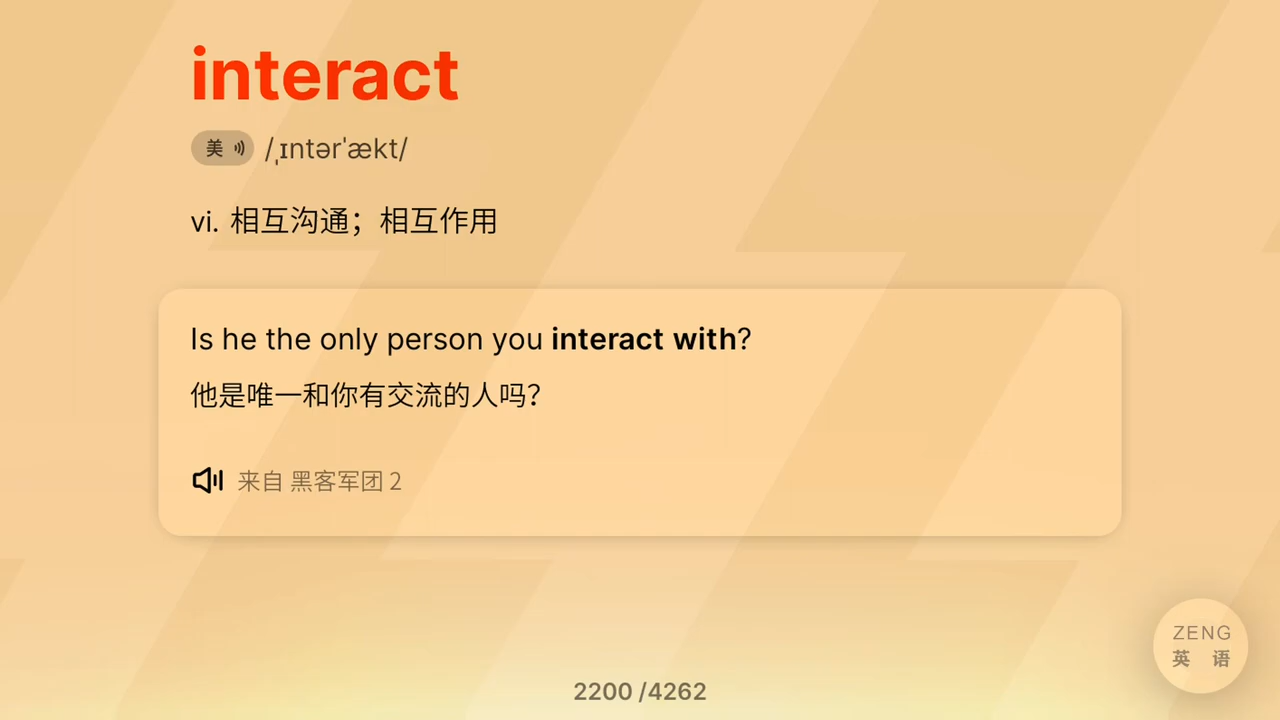 interact
美 /ˌɪntərˈækt/
vi. 相互沟通；相互作用
Is he the only person you interact with?
他是唯一和你有交流的人吗？
来自 黑客军团 2
ZENG
英 语
2200 /4262